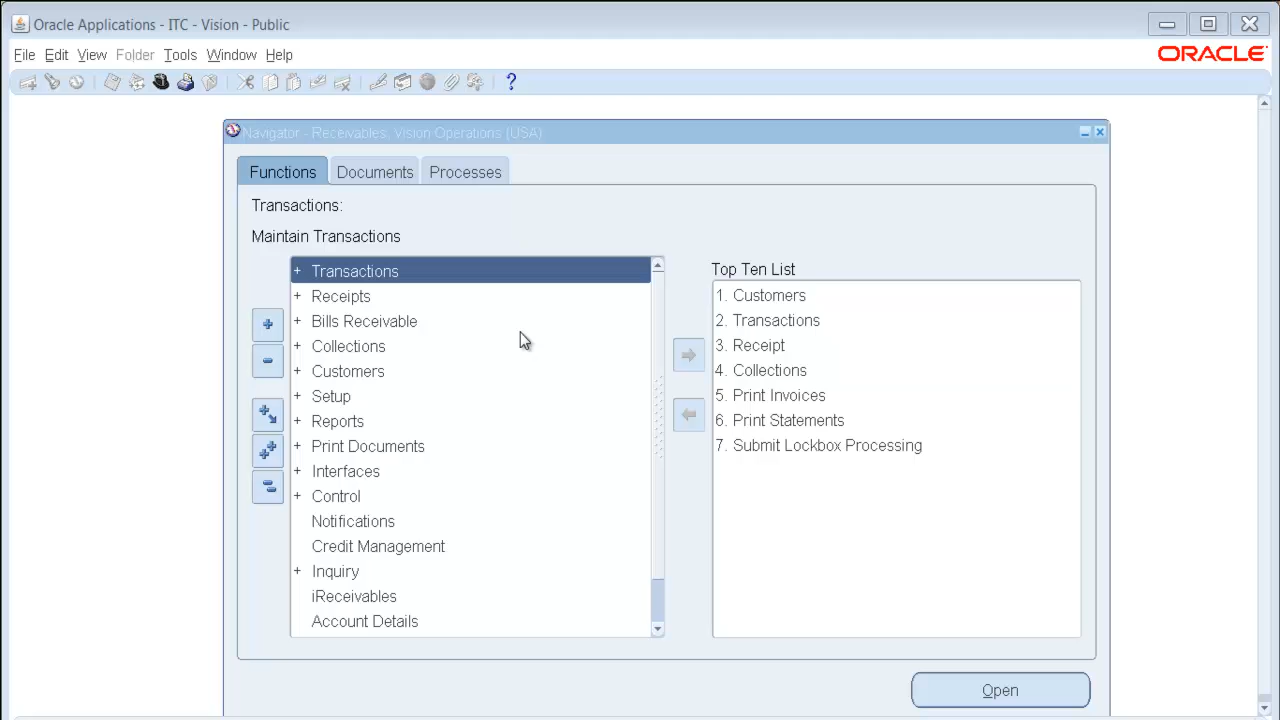 Oracle Applications - ITC - Vision - Public
File Edit View Folder Tools Window Help
ORACLE
Navigator - Receivables, Vision Operations (USA)
Functions Documents Processes
Transactions:
Maintain Transactions
+ Transactions
+ Receipts
+ Bills Receivable
+ Collections
+ Customers
+ Setup
+ Reports
+ Print Documents
+ Interfaces
+ Control
Notifications
Credit Management
+ Inquiry
iReceivables
Account Details
Top Ten List
1. Customers
2. Transactions
3. Receipt
4. Collections
5. Print Invoices
6. Print Statements
7. Submit Lockbox Processing
Open